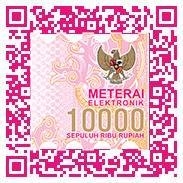 METERAI
ELEKTRONIK
10000
SEPULUH RIBU RUPIAH